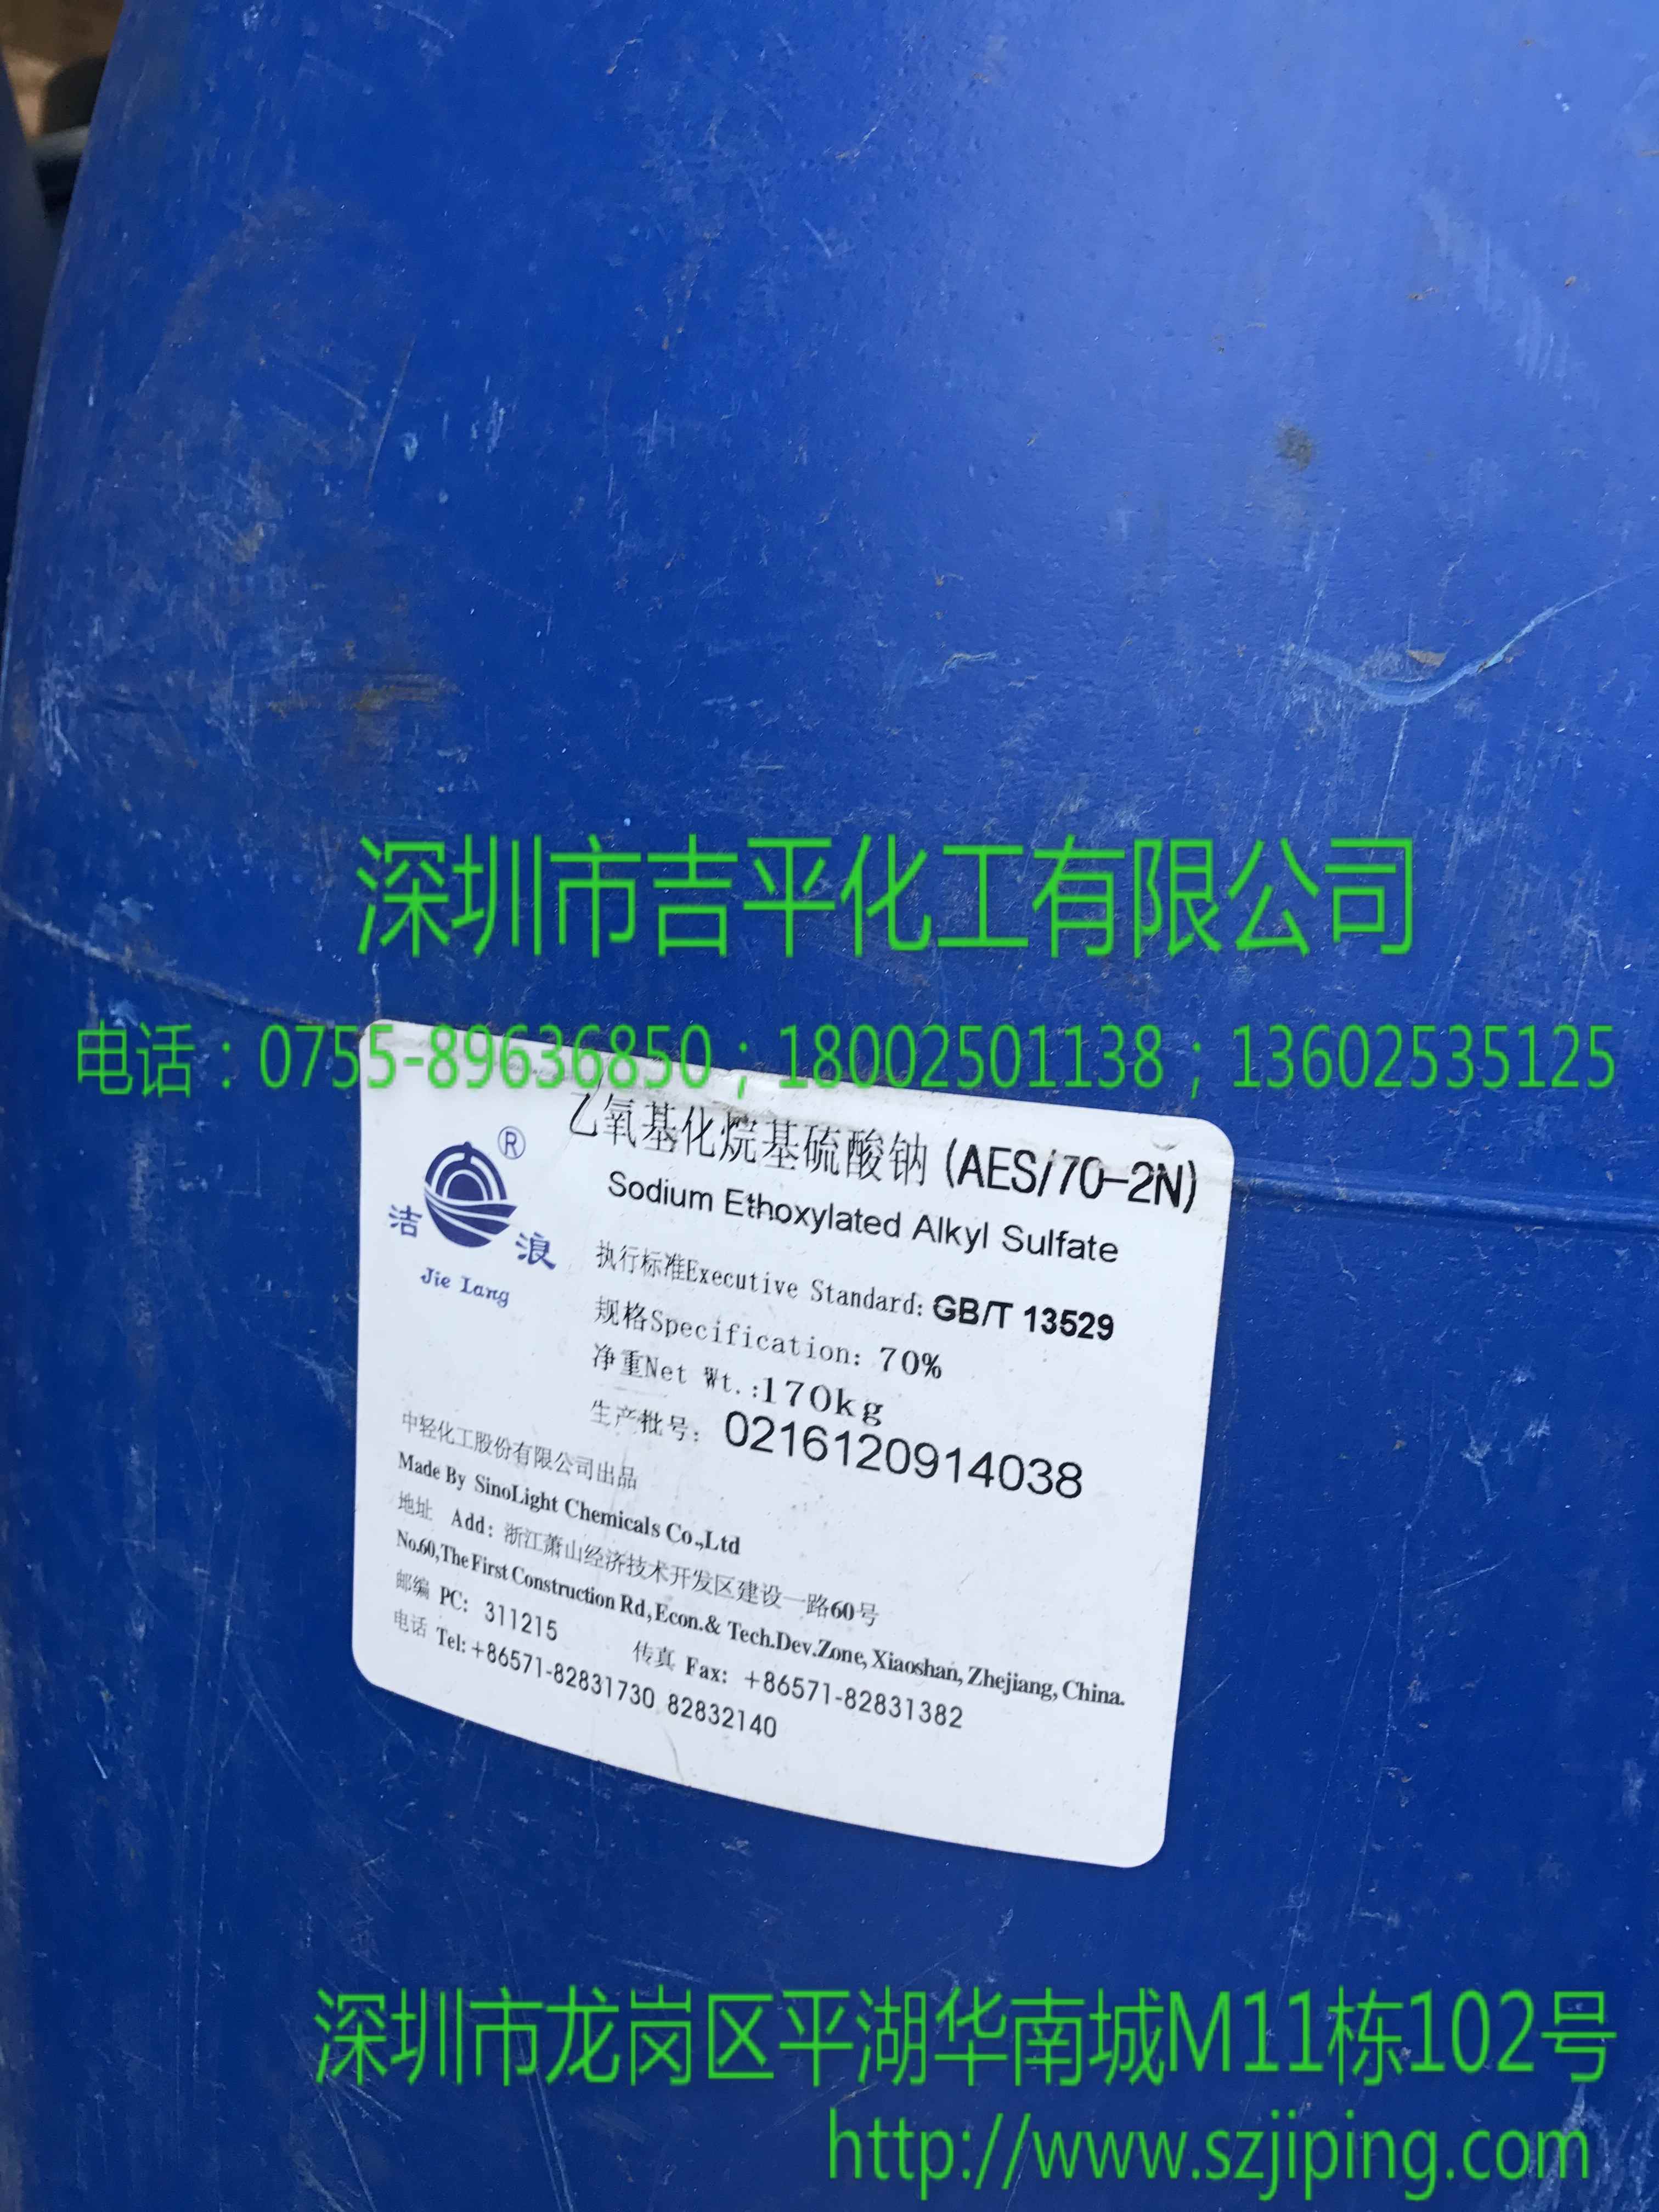 深圳市吉平化工有限公司
电话：0755-89636850；18002501138；13602535125
乙氧基化烷基硫酸钠 (AES/70-2N)
®
洁浪
Jie Lang
Sodium Ethoxylated Alkyl Sulfate
执行标准Executive Standard: GB/T 13529
规格Specification: 70%
净重Net Wt.:170kg
生产批号: 0216120914038
中轻化工股份有限公司出品
Made By SinoLight Chemicals Co.,Ltd
地址 Add: 浙江萧山经济技术开发区建设一路60号
No.60,The First Construction Rd,Econ.& Tech.Dev.Zone, Xiaoshan, Zhejiang, China.
邮编 PC: 311215 传真 Fax: +86571-82831382
电话 Tel: +86571-82831730 82832140
深圳市龙岗区平湖华南城M11栋102号
http://www.szjiping.com